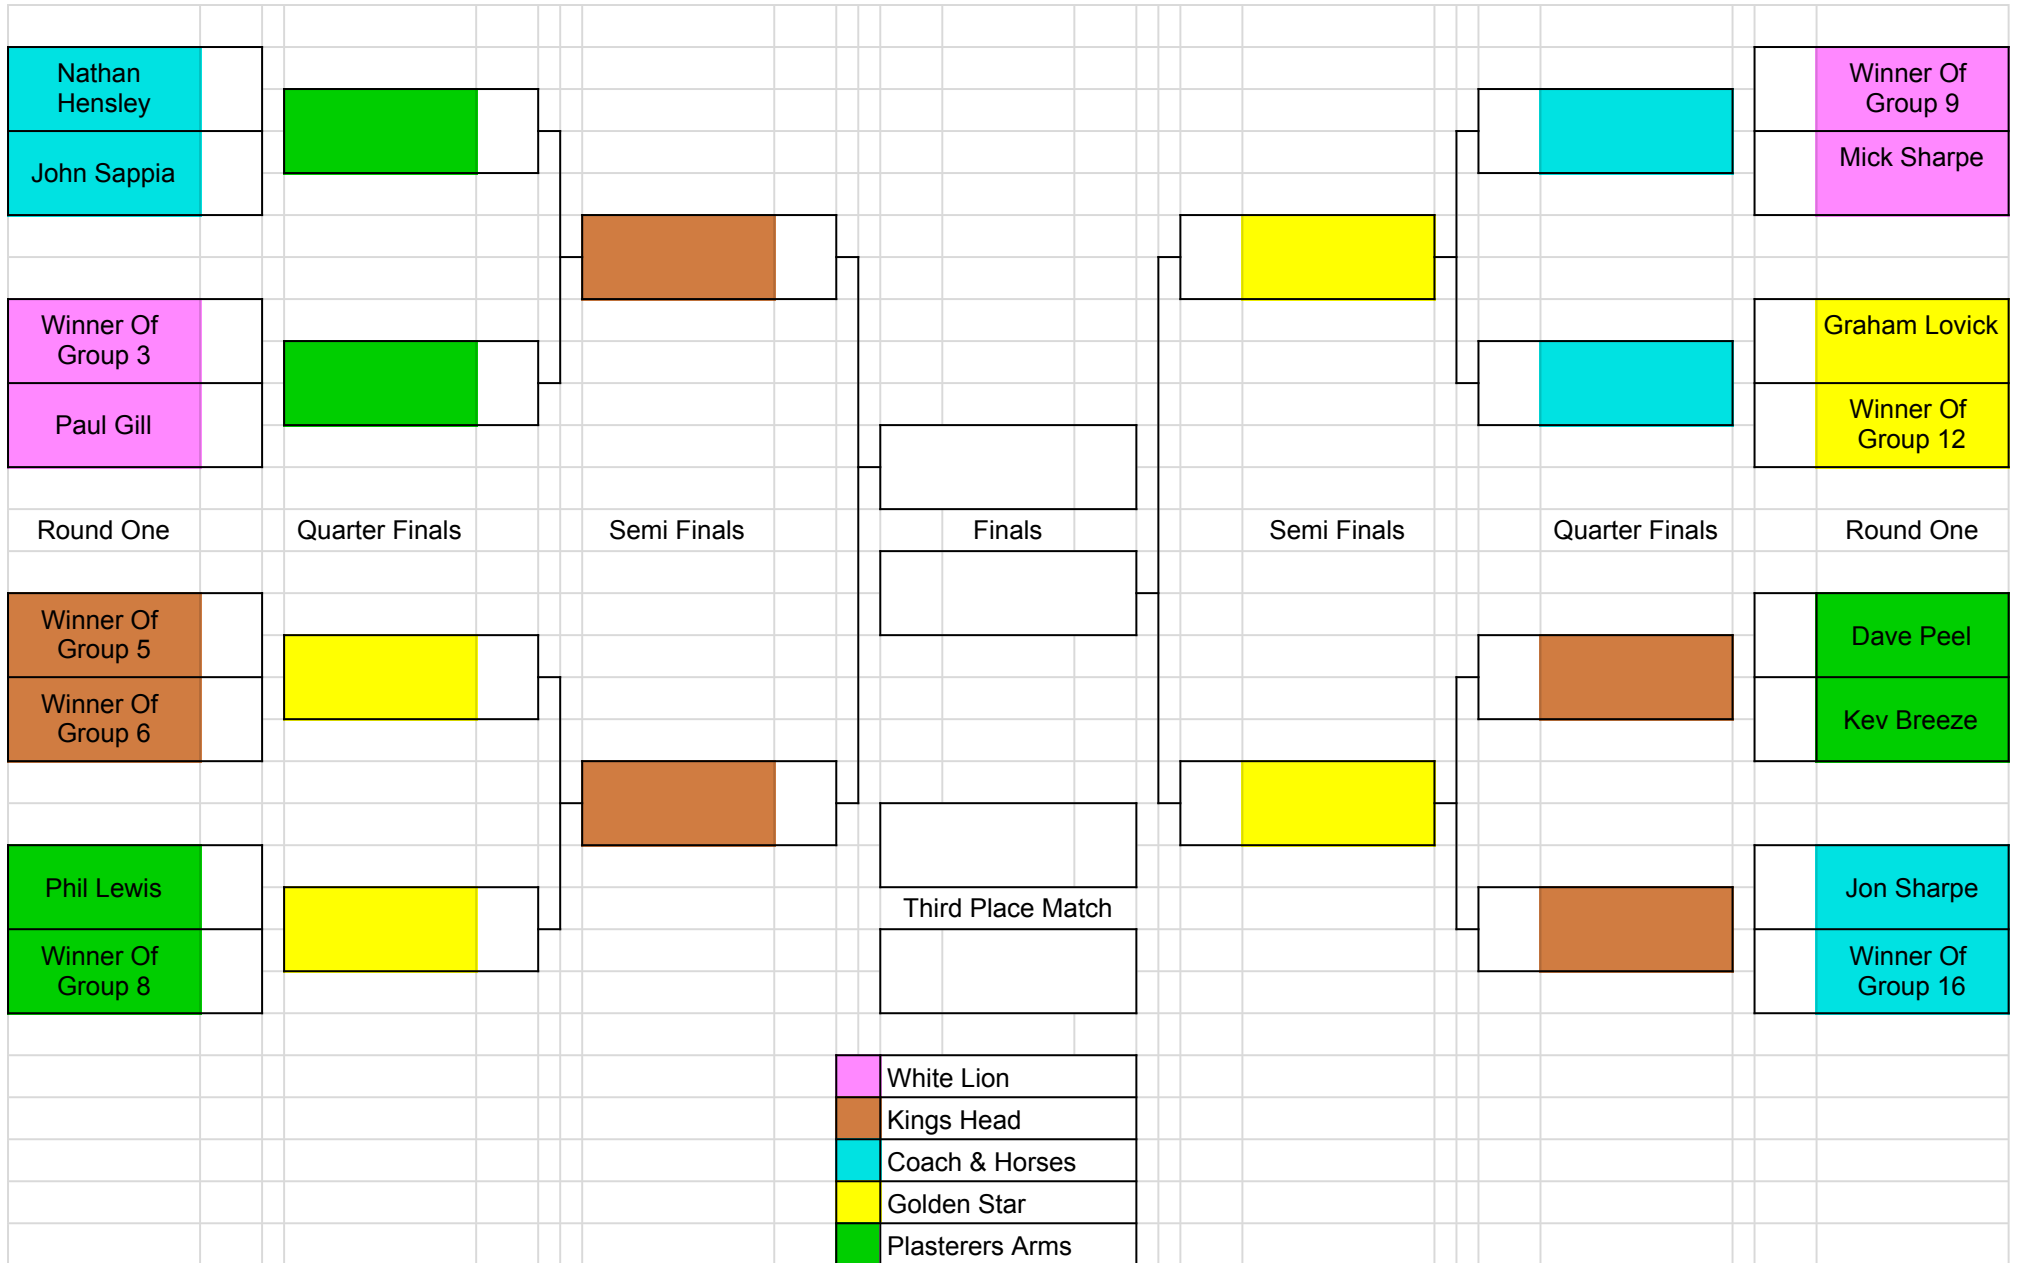 Nathan
Hensley
John Sappia
Winner Of
Group 3
Paul Gill
Round One
Winner Of
Group 5
Winner Of
Group 6
Phil Lewis
Winner Of
Group 8
Quarter Finals
Semi Finals
Finals
Third Place Match
Semi Finals
Quarter Finals
Winner Of
Group 9
Mick Sharpe
Graham Lovick
Winner Of
Group 12
Round One
Dave Peel
Kev Breeze
Jon Sharpe
Winner Of
Group 16
White Lion
Kings Head
Coach & Horses
Golden Star
Plasterers Arms